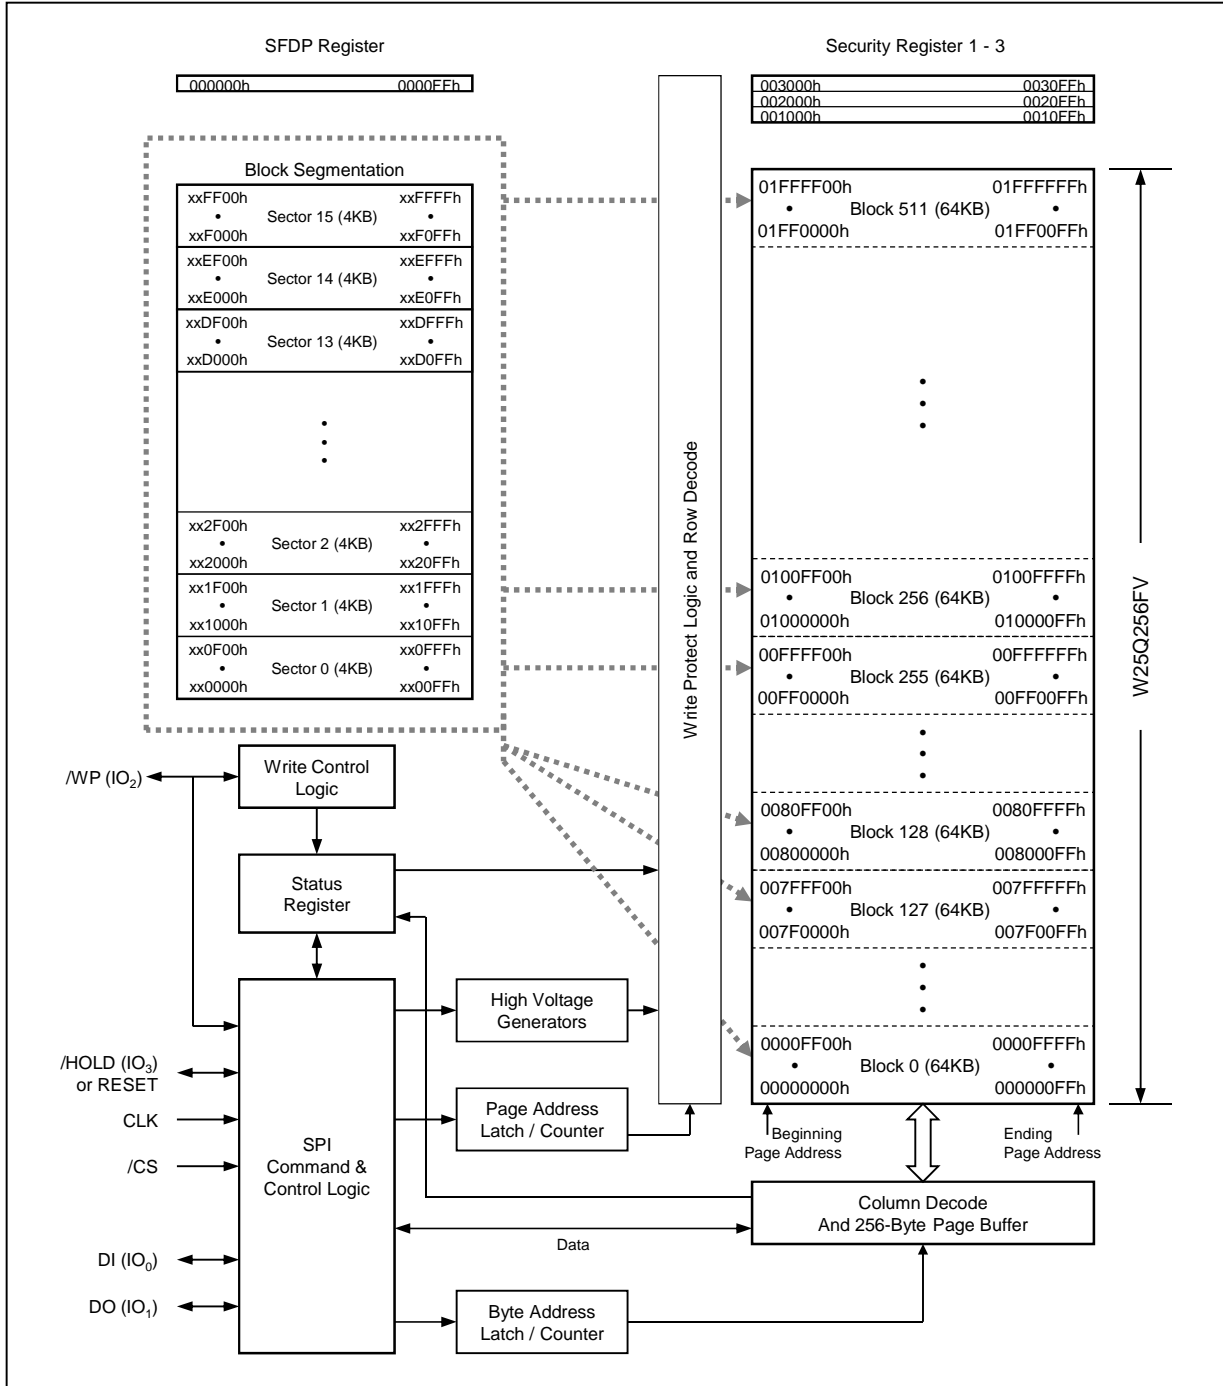 SFDP Register
000000h 0000FFh
Security Register 1 - 3
003000h 0030FFh
002000h 0020FFh
001000h 0010FFh
Block Segmentation
xxFF00h xxFFFFh
Sector 15 (4KB)
xxF000h xxF0FFh
xxEF00h xxEFFFh
Sector 14 (4KB)
xxE000h xxE0FFh
xxDF00h xxDFFFh
Sector 13 (4KB)
xxD000h xxD0FFh
xx2F00h xx2FFFh
Sector 2 (4KB)
xx2000h xx20FFh
xx1F00h xx1FFFh
Sector 1 (4KB)
xx1000h xx10FFh
xx0F00h xx0FFFh
Sector 0 (4KB)
xx0000h xx00FFh
Write Protect Logic and Row Decode
01FFFF00h 01FFFFFFh
Block 511 (64KB)
01FF0000h 01FF00FFh
0100FF00h 0100FFFFh
Block 256 (64KB)
01000000h 010000FFh
00FFFF00h 00FFFFFFh
Block 255 (64KB)
00FF0000h 00FF00FFh
0080FF00h 0080FFFFh
Block 128 (64KB)
00800000h 008000FFh
007FFF00h 007FFFFFh
Block 127 (64KB)
007F0000h 007F00FFh
0000FF00h 0000FFFFh
Block 0 (64KB)
00000000h 000000FFh
W25Q256FV
Beginning
Page Address
Ending
Page Address
/WP (IO2)
Write Control
Logic
Status
Register
High Voltage
Generators
/HOLD (IO3)
or RESET
CLK
/CS
DI (IO0)
DO (IO1)
SPI
Command &
Control Logic
Page Address
Latch / Counter
Column Decode
And 256-Byte Page Buffer
Data
Byte Address
Latch / Counter